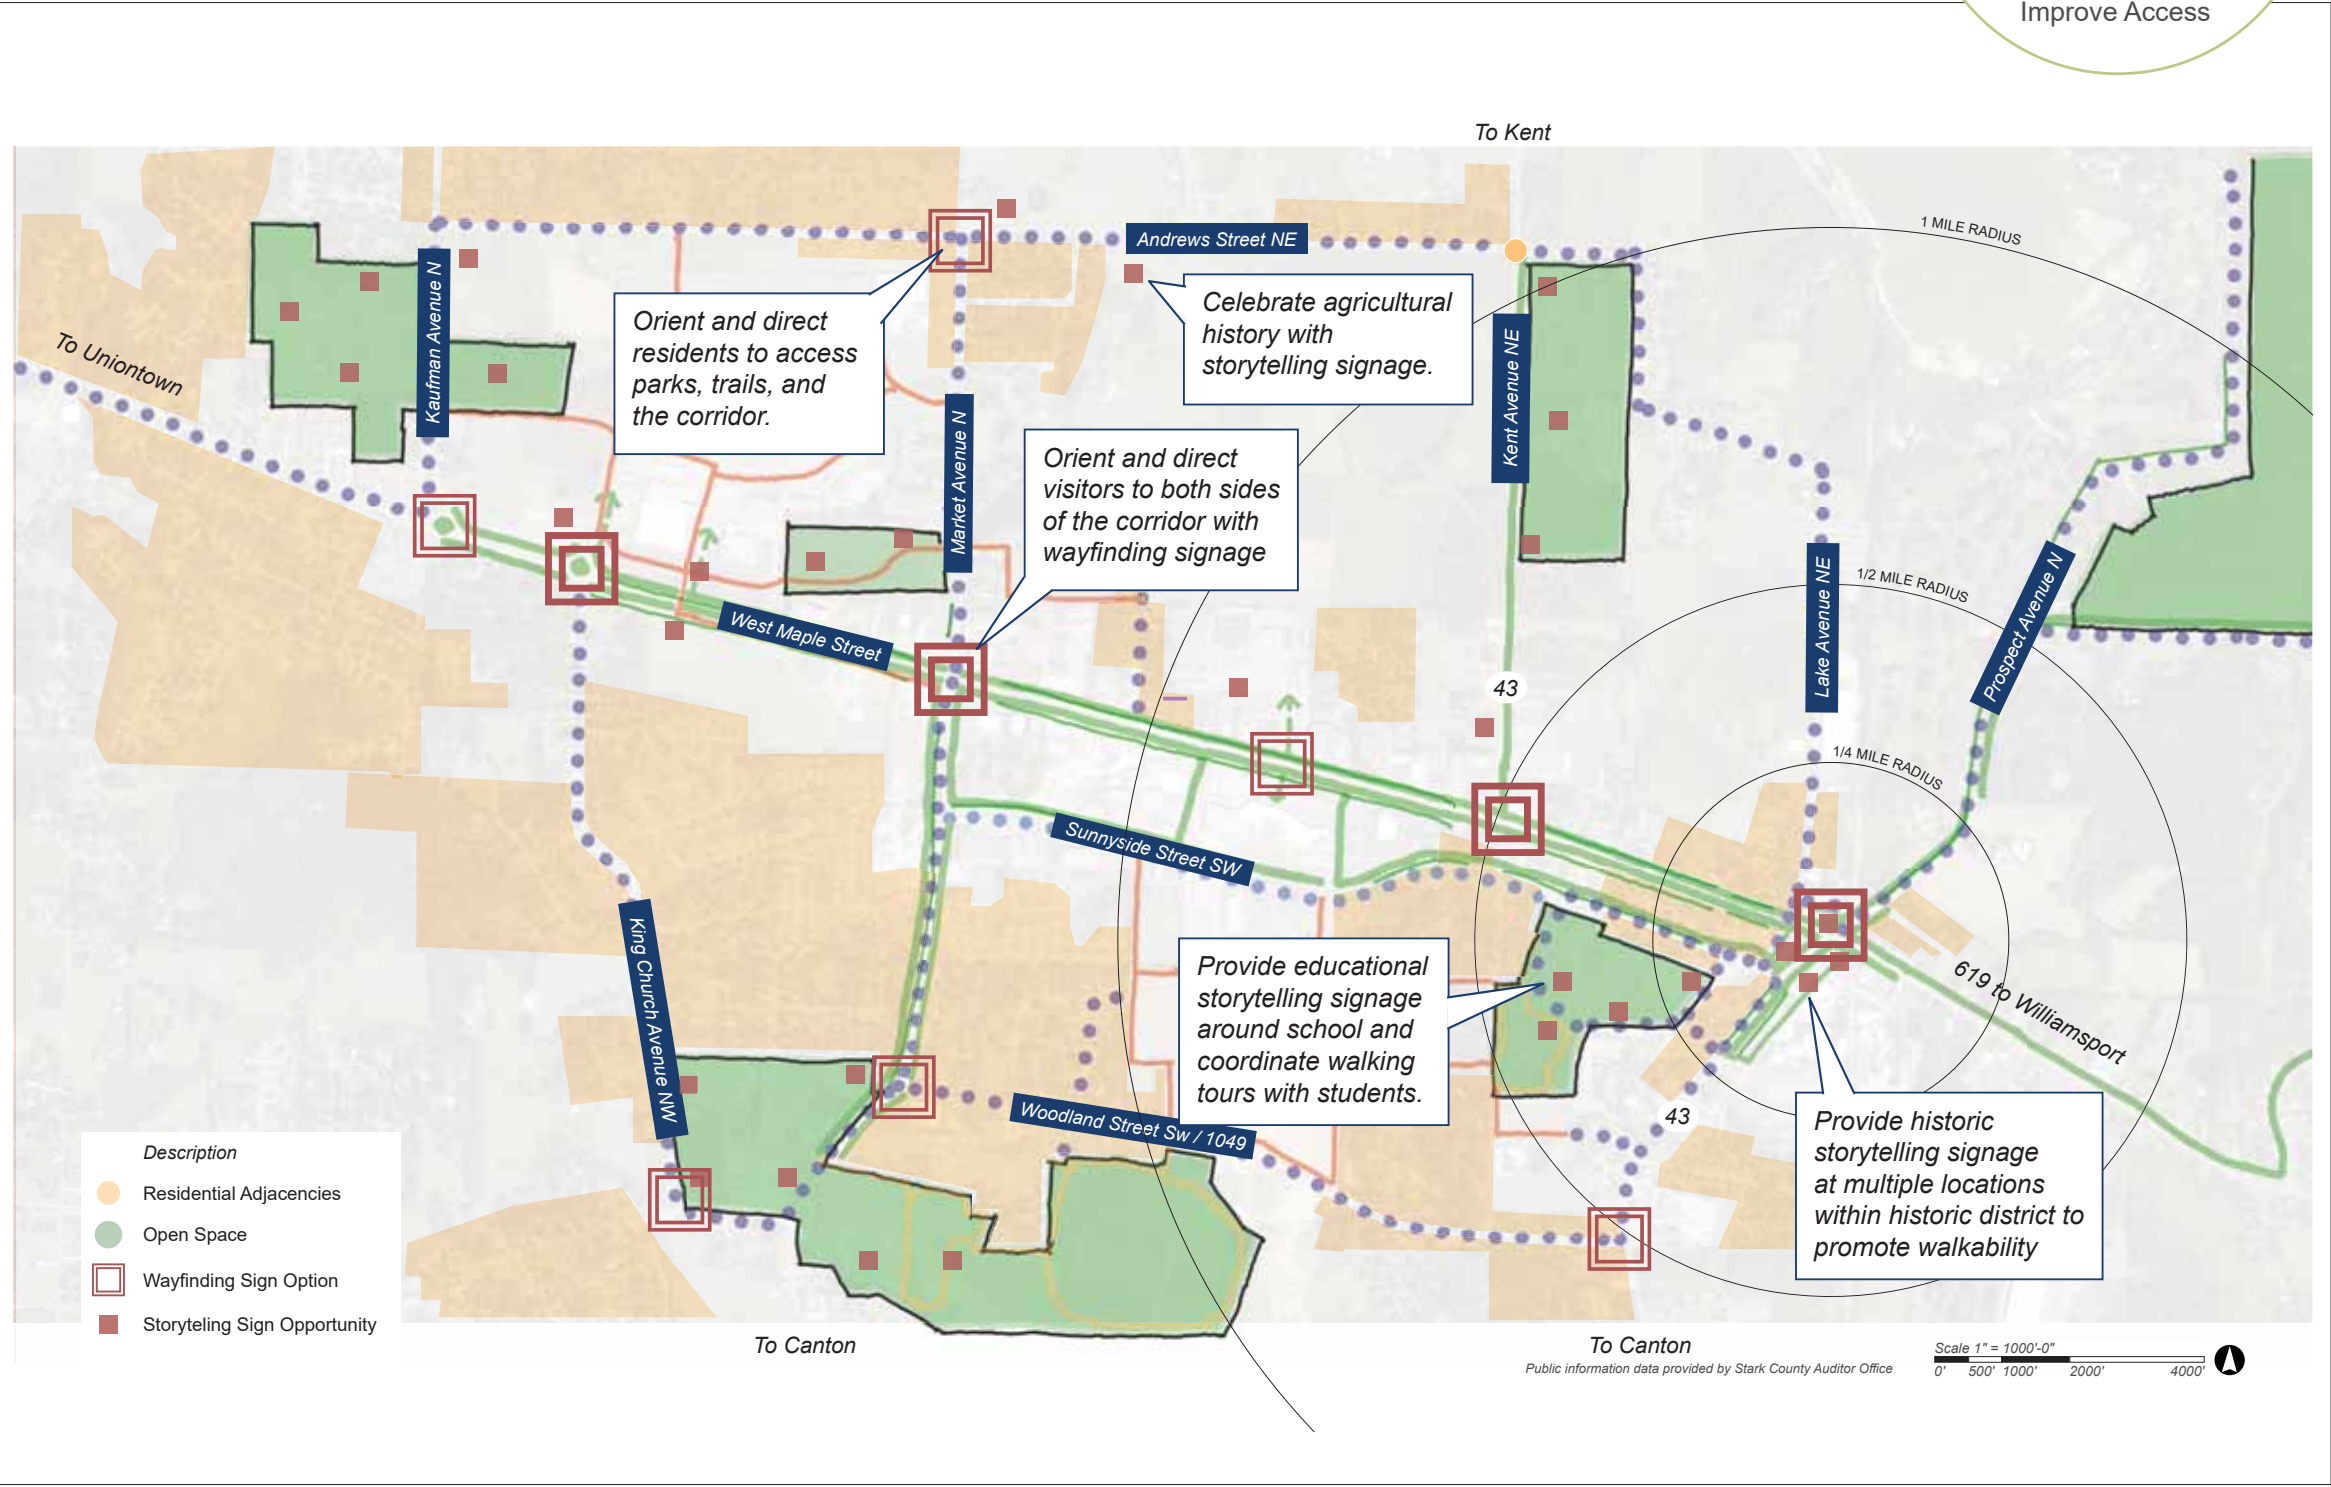 Improve Access
To Kent
1 MILE RADIUS
Andrews Street NE
Kaufman Avenue N
To Uniontown
Orient and direct
residents to access
parks, trails, and
the corridor.
Celebrate agricultural
history with
storytelling signage.
Kent Avenue NE
Market Avenue N
Orient and direct
visitors to both sides
of the corridor with
wayfinding signage
1/2 MILE RADIUS
Lake Avenue NE
Prospect Avenue N
West Maple Street
43
1/4 MILE RADIUS
Sunnyside Street SW
King Church Avenue NW
Provide educational
storytelling signage
around school and
coordinate walking
tours with students.
619 to Williamsport
Woodland Street Sw / 1049
43
Provide historic
storytelling signage
at multiple locations
within historic district to
promote walkability
Description
Residential Adjacencies
Open Space
Wayfinding Sign Option
Storyteling Sign Opportunity
To Canton
To Canton
Public information data provided by Stark County Auditor Office
Scale 1" = 1000'-0"
0' 500' 1000' 2000' 4000'